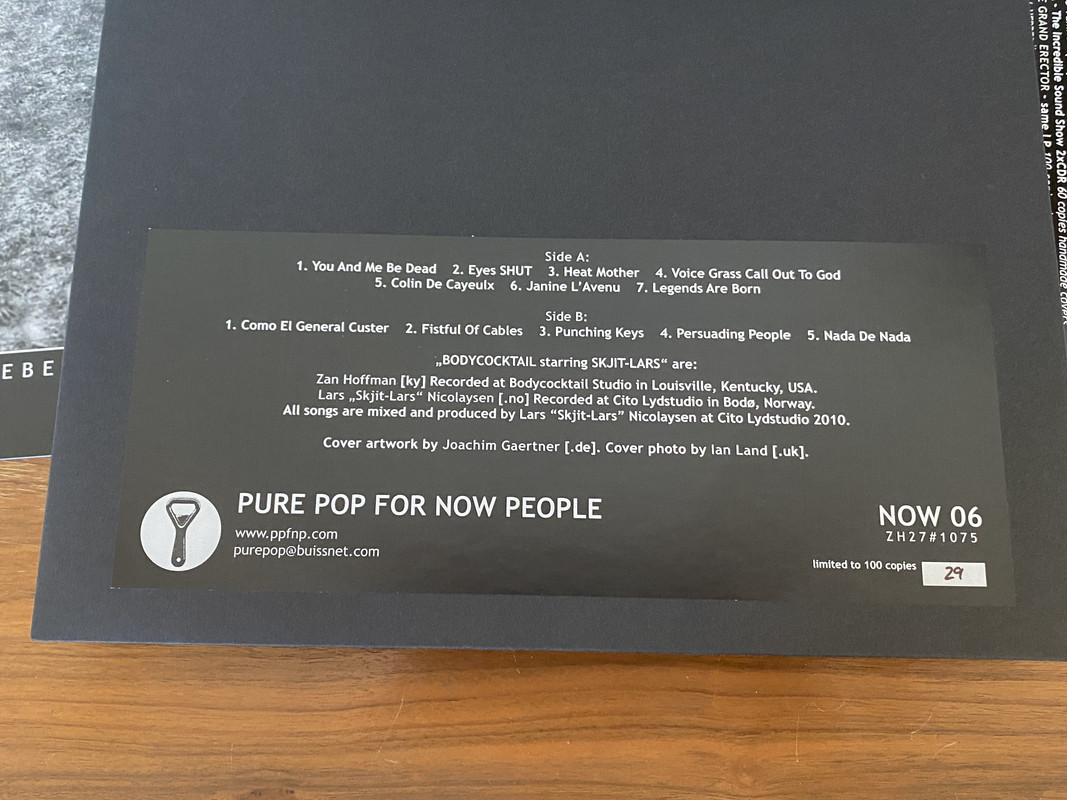 Side A:
1. You And Me Be Dead 2. Eyes SHUT 3. Heat Mother 4. Voice Grass Call Out To God
5. Colin De Cayeulx 6. Janine L'Avenu 7. Legends Are Born
Side B:
1. Como El General Custer 2. Fistful Of Cables 3. Punching Keys 4. Persuading People 5. Nada De Nada
„BODYCOCKTAIL starring SKJIT-LARS“ are:
Zan Hoffman [ky] Recorded at Bodycocktail Studio in Louisville, Kentucky, USA.
Lars „Skjit-Lars“ Nicolaysen [.no] Recorded at Cito Lydstudio in Bodø, Norway.
All songs are mixed and produced by Lars “Skjit-Lars” Nicolaysen at Cito Lydstudio 2010.
Cover artwork by Joachim Gaertner [.de]. Cover photo by Ian Land [.uk].
PURE POP FOR NOW PEOPLE
www.ppfnp.com
purepop@buissnet.com
NOW 06
ZH27#1075
limited to 100 copies 29
EBE
• The Incredible Sound Show 2xCDR 60 copies handmade covers
GRAND ERECTOR • same LP 100